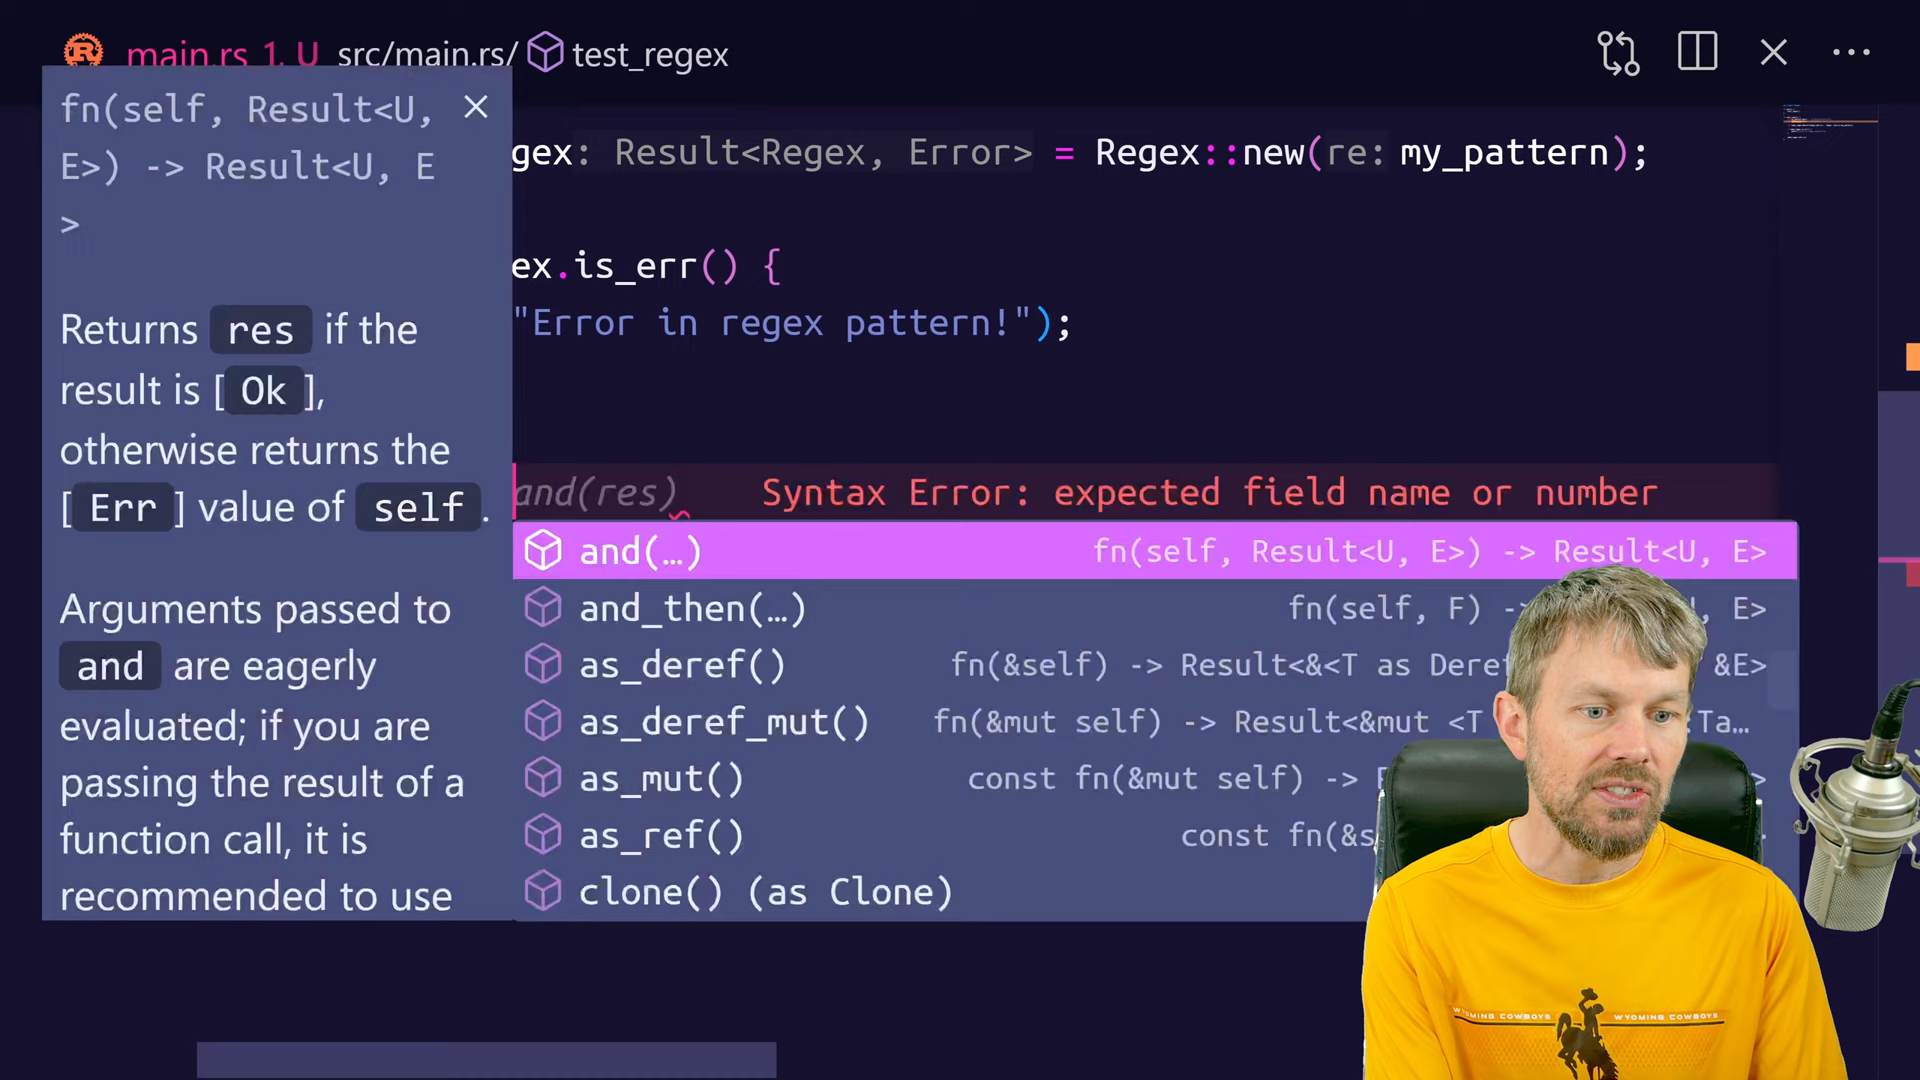 main.rs 1, U src/main.rs/ test_regex
fn(self, Result<U,
E>) -> Result<U, E
>
Returns res if the
result is [ Ok ],
otherwise returns the
[ Err ] value of self .
Arguments passed to
and are eagerly
evaluated; if you are
passing the result of a
function call, it is
recommended to use
gex: Result<Regex, Error> = Regex::new(re: my_pattern);
ex.is_err() {
"Error in regex pattern!");
and(res) Syntax Error: expected field name or number
and(…) fn(self, Result<U, E>) -> Result<U, E>
and_then(…) fn(self, F) -> , E>
as_deref() fn(&self) -> Result<&<T as Deref &E>
as_deref_mut() fn(&mut self) -> Result<&mut <T .Ta…
as_mut() const fn(&mut self) -> >
as_ref() const fn(&s
clone() (as Clone)
WYOMING COWBOYS WYOMING COWBOYS